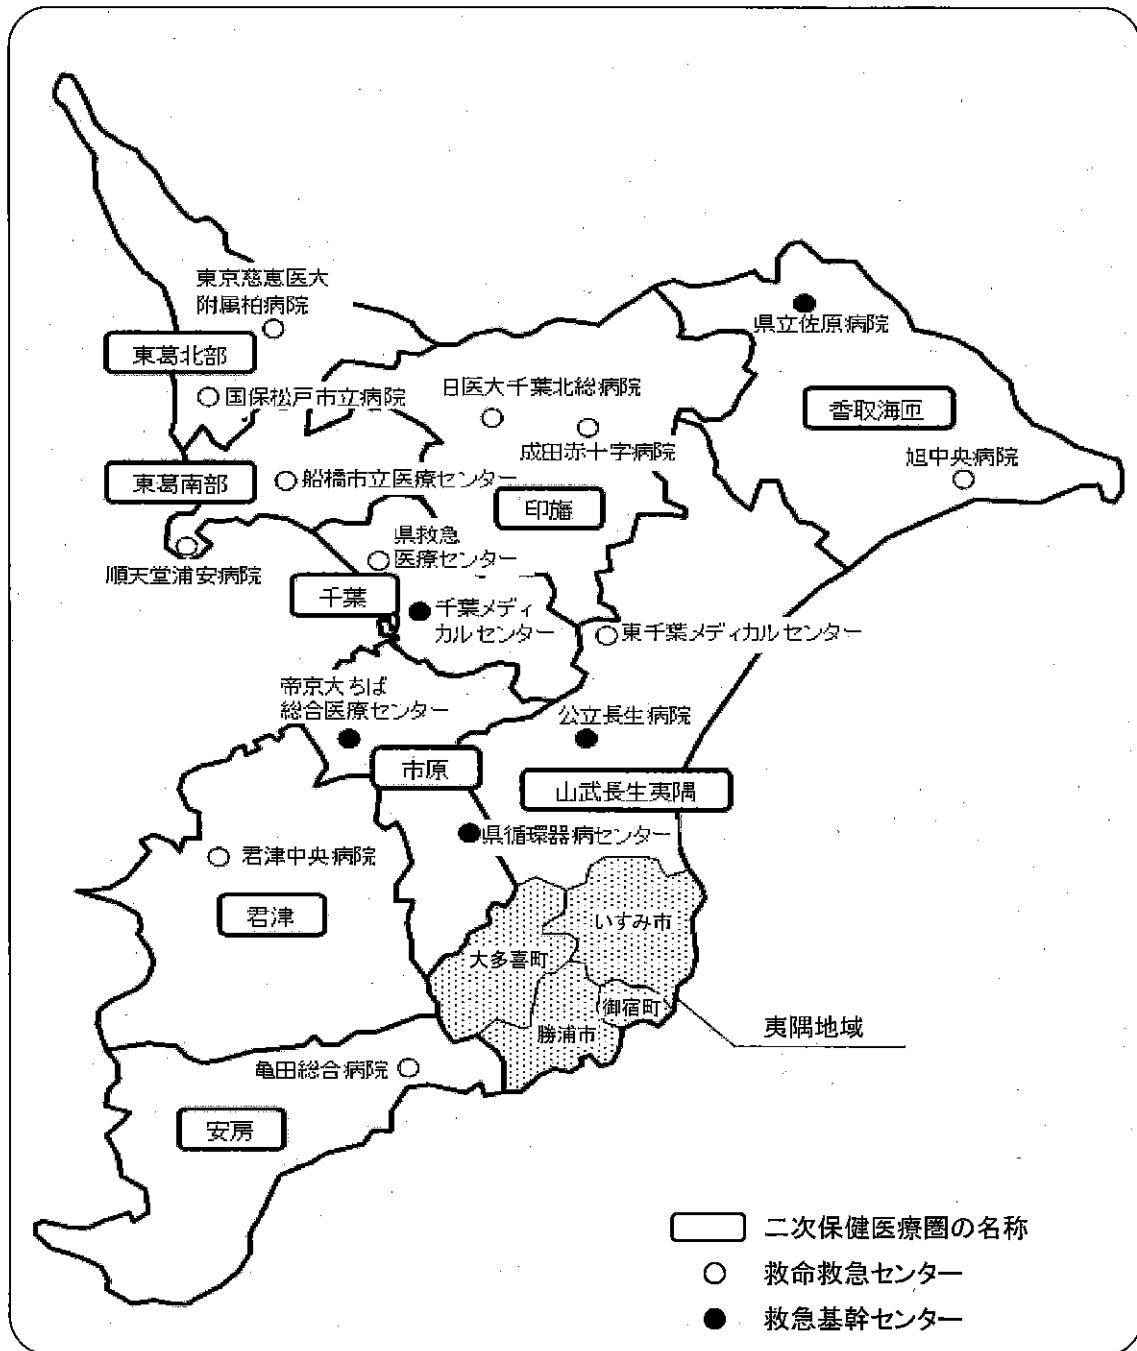 東京慈恵医大
附属柏病院
東葛北部
国保松戸市立病院
東葛南部
船橋市立医療センター
順天堂浦安病院
日医大千葉北総病院
成田赤十字病院
印旛
県立佐原病院
香取海匝
旭中央病院
県救急
医療センター
千葉
千葉メディ
カルセンター
東千葉メディカルセンター
帝京大ちば
総合医療センター
市原
公立長生病院
山武長生夷隅
県循環器病センター
君津中央病院
君津
いすみ市
大多喜町
御宿町
勝浦市
夷隅地域
亀田総合病院
安房
二次保健医療圏の名称
救命救急センター
救急基幹センター